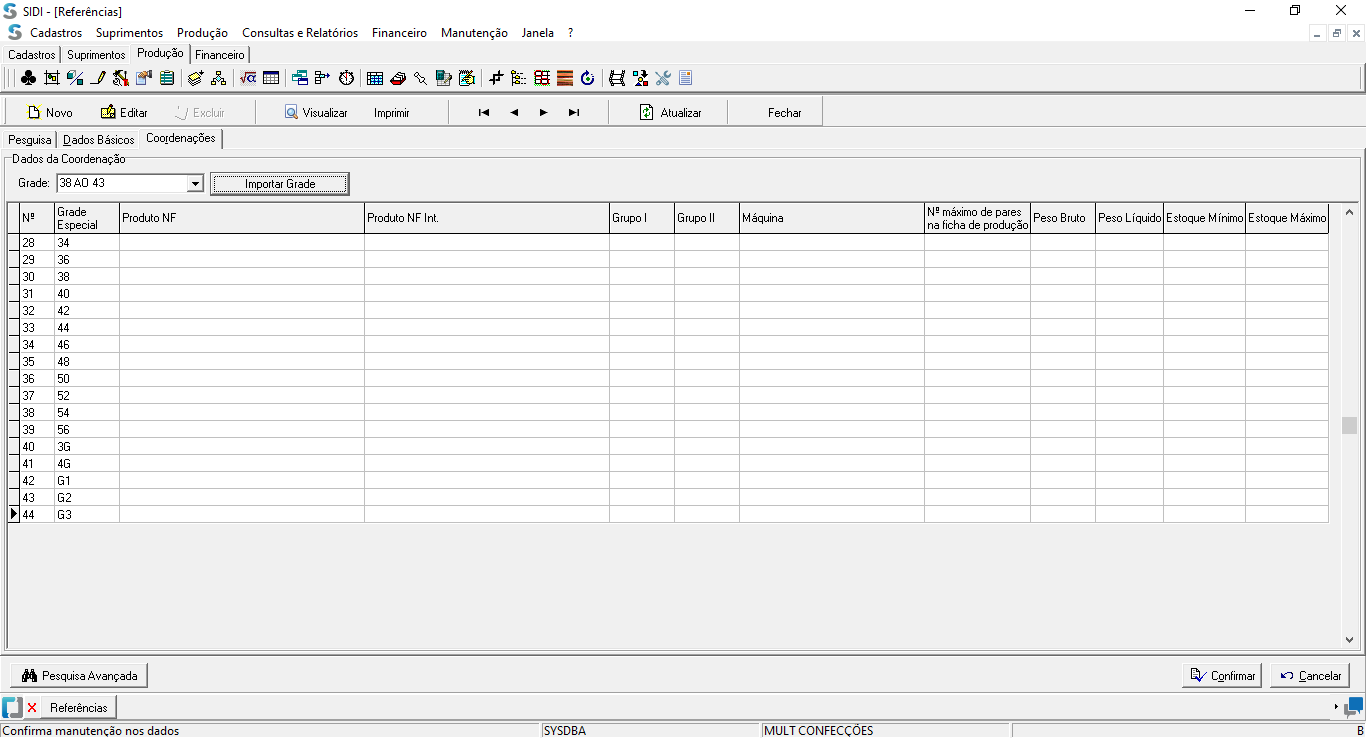 SIDI - [Referências]
Cadastros Suprimentos Produção Consultas e Relatórios Financeiro Manutenção Janela ?
Cadastros Suprimentos Produção Financeiro
Novo Editar Excluir Visualizar Imprimir Atualizar Fechar
Pesquisa Dados Básicos Coordenações
Dados da Coordenação
Grade: 38 AO 43 Importar Grade
Nº Grade Especial Produto NF Produto NF Int. Grupo I Grupo II Máquina Nº máximo de pares na ficha de produção Peso Bruto Peso Líquido Estoque Mínimo Estoque Máximo
28 34
29 36
30 38
31 40
32 42
33 44
34 46
35 48
36 50
37 52
38 54
39 56
40 3G
41 4G
42 G1
43 G2
44 G3
Pesquisa Avançada Confirmar Cancelar
Referências
Confirma manutenção nos dados SYSDBA MULT CONFECÇÕES B